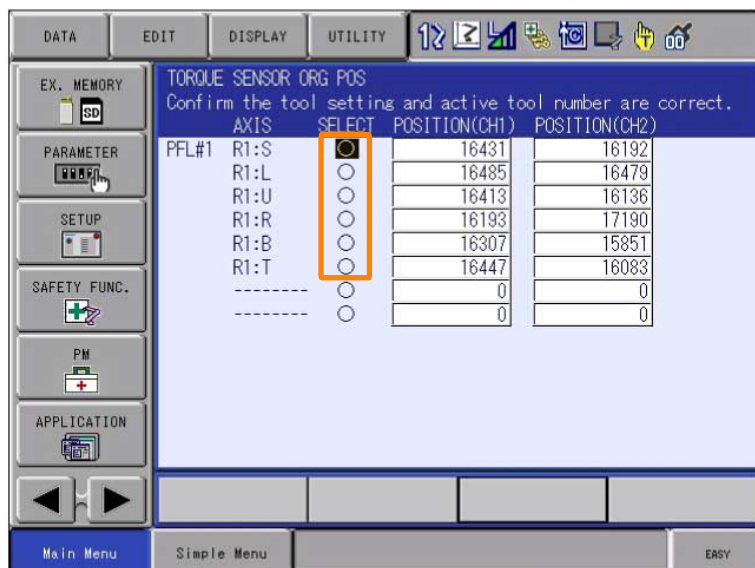 DATA EDIT DISPLAY UTILITY
EX. MEMORY
SD
PARAMETER
SETUP
SAFETY FUNC.
PM
APPLICATION
TORQUE SENSOR ORG POS
Confirm the tool setting and active tool number are correct.
AXIS SELECT POSITION(CH1) POSITION(CH2)
PFL#1 R1:S 16431 16192
R1:L 16485 16479
R1:U 16413 16136
R1:R 16193 17190
R1:B 16307 15851
R1:T 16447 16083
-------- 0 0
-------- 0 0
Main Menu Simple Menu EASY